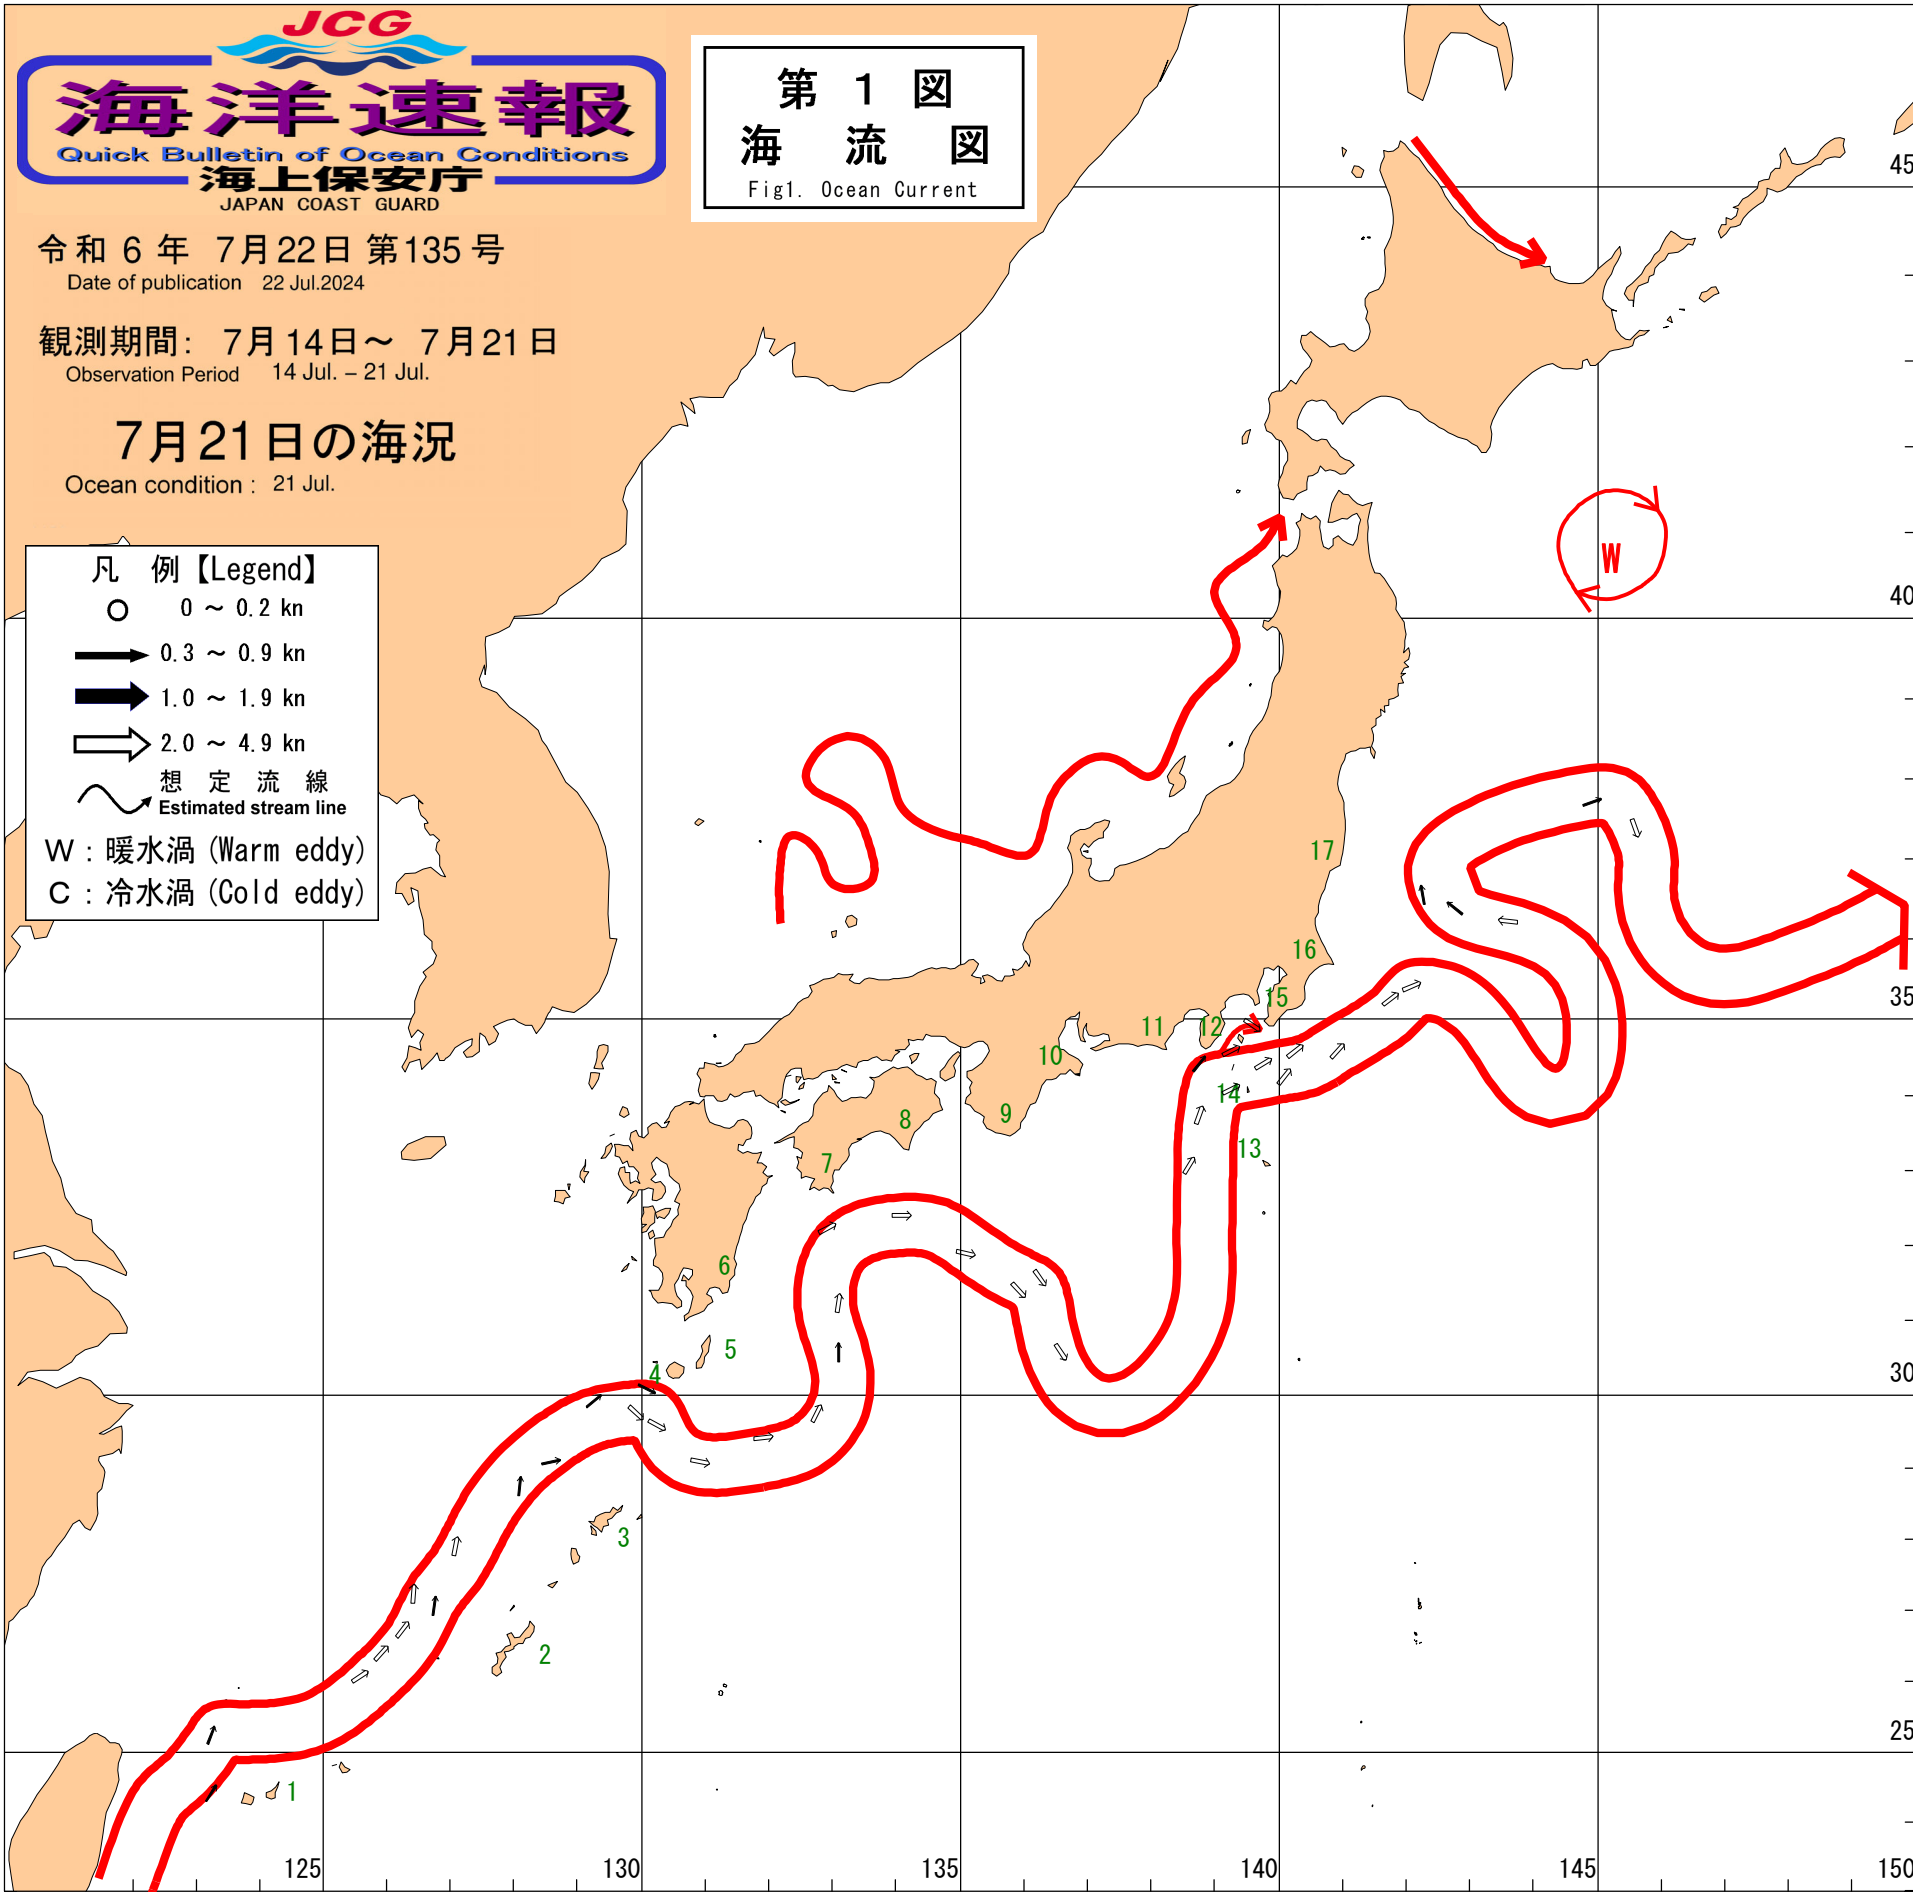 JCG
海洋速報
Quick Bulletin of Ocean Conditions
海上保安庁
JAPAN COAST GUARD
令和 6 年 7月22日 第135号
Date of publication 22 Jul.2024
観測期間: 7月14日～ 7月21日
Observation Period 14 Jul. – 21 Jul.
7月21日の海況
Ocean condition : 21 Jul.
第 1 図
海 流 図
Fig1. Ocean Current
凡 例【Legend】
0 ～ 0.2 kn
0.3 ～ 0.9 kn
1.0 ～ 1.9 kn
2.0 ～ 4.9 kn
想 定 流 線
Estimated stream line
W : 暖水渦 (Warm eddy)
C : 冷水渦 (Cold eddy)
45
W
40
17
16
15
35
12
11
10
14
9
8
13
7
6
5
4
30
3
2
25
1
125
130
135
140
145
150